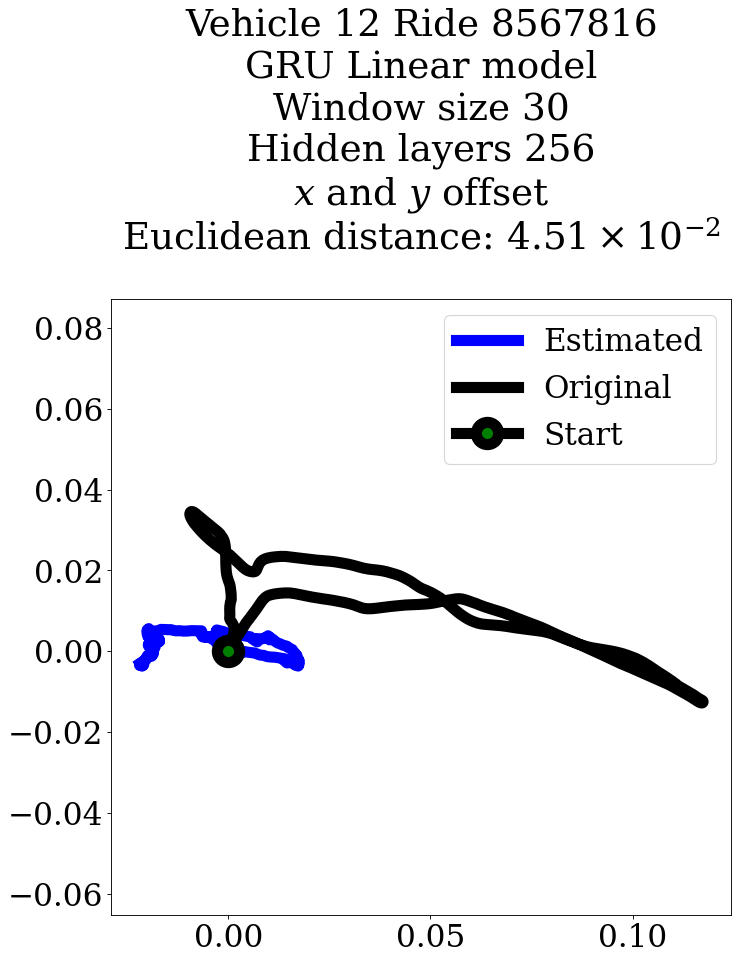 Vehicle 12 Ride 8567816
GRU Linear model
Window size 30
Hidden layers 256
x and y offset
Euclidean distance: 4.51 × 10⁻²
Estimated
Original
Start
0.08
0.06
0.04
0.02
0.00
−0.02
−0.04
−0.06
0.00 0.05 0.10